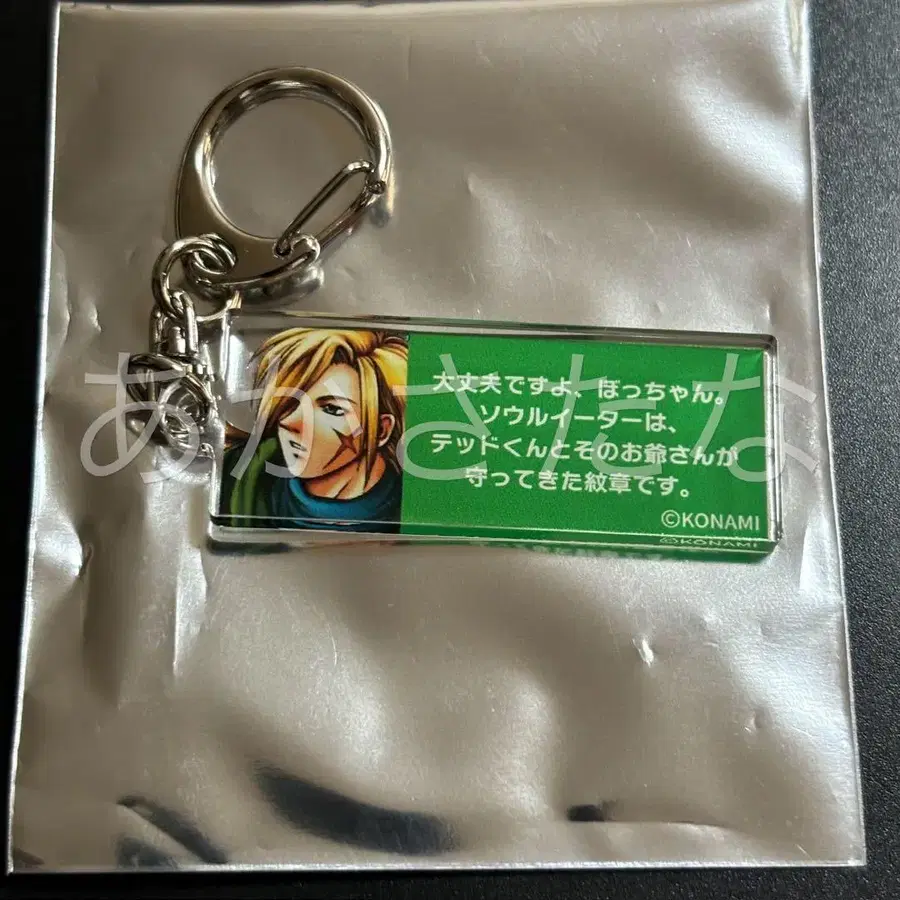 大丈夫ですよ、ぼっちゃん。
ソウルイーターは、
テッドくんとそのお爺さんが
守ってきた紋章です。
©KONAMI
©KONAMI
あかさたな